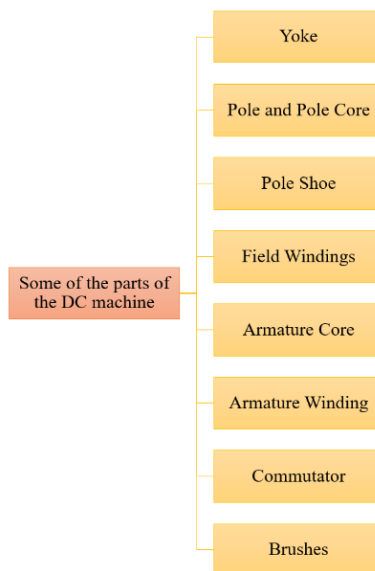 Some of the parts of
the DC machine
Yoke
Pole and Pole Core
Pole Shoe
Field Windings
Armature Core
Armature Winding
Commutator
Brushes